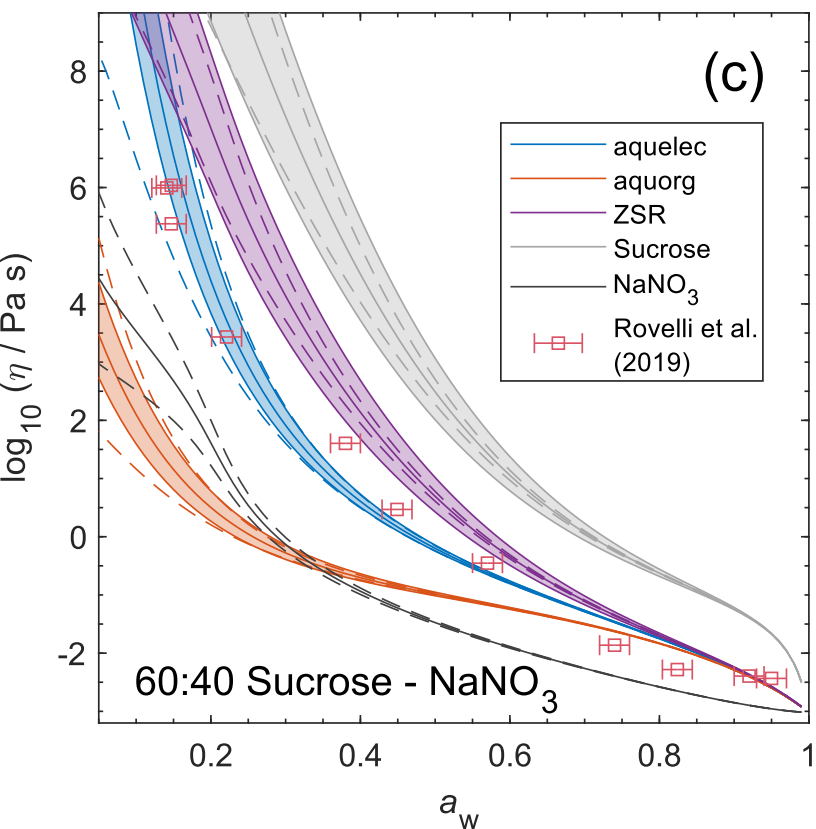 (c)
aquelec
aquorg
ZSR
Sucrose
NaNO₃
Rovelli et al.
(2019)
log₁₀ (η / Pa s)
8
6
4
2
0
-2
60:40 Sucrose - NaNO₃
0.2 0.4 0.6 0.8 1
a_w